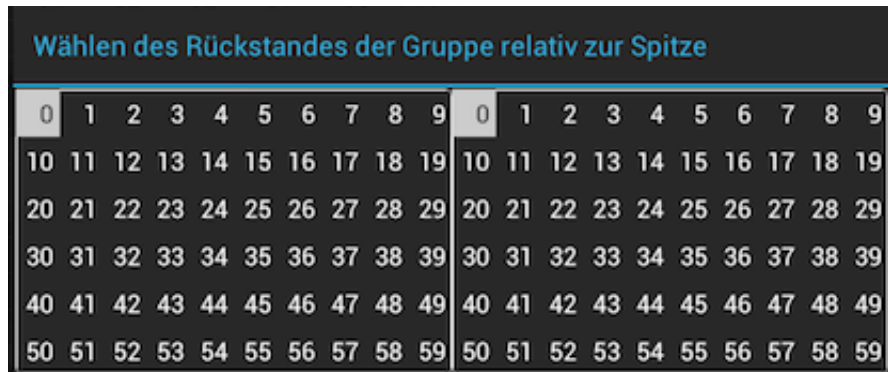 Wählen des Rückstandes der Gruppe relativ zur Spitze
0 1 2 3 4 5 6 7 8 9 0 1 2 3 4 5 6 7 8 9
10 11 12 13 14 15 16 17 18 19 10 11 12 13 14 15 16 17 18 19
20 21 22 23 24 25 26 27 28 29 20 21 22 23 24 25 26 27 28 29
30 31 32 33 34 35 36 37 38 39 30 31 32 33 34 35 36 37 38 39
40 41 42 43 44 45 46 47 48 49 40 41 42 43 44 45 46 47 48 49
50 51 52 53 54 55 56 57 58 59 50 51 52 53 54 55 56 57 58 59